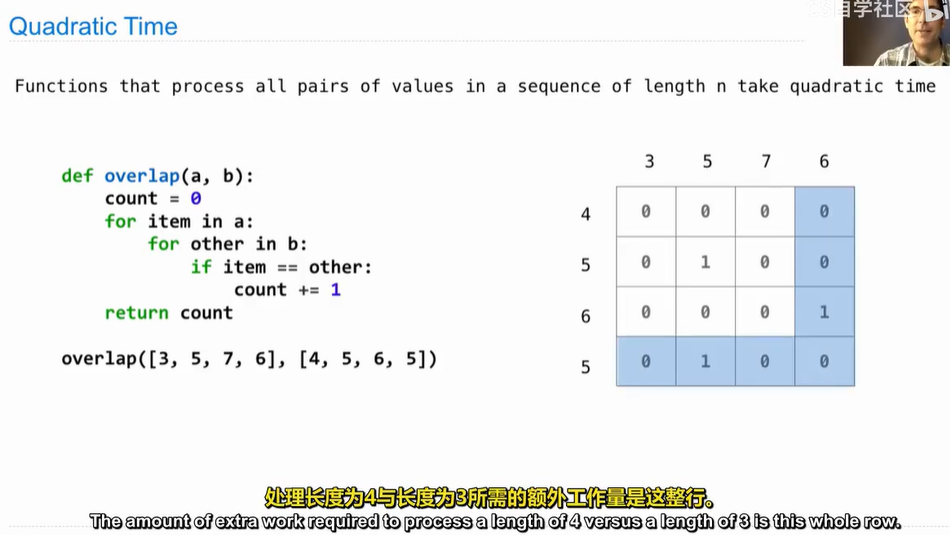 自学社区
Quadratic Time
Functions that process all pairs of values in a sequence of length n take quadratic time
def overlap(a, b):
count = 0
for item in a:
for other in b:
if item == other:
count += 1
return count
overlap([3, 5, 7, 6], [4, 5, 6, 5])
3 5 7 6
4 0 0 0 0
5 0 1 0 0
6 0 0 0 1
5 0 1 0 0
处理长度为4与长度为3所需的额外工作量是这整行。
The amount of extra work required to process a length of 4 versus a length of 3 is this whole row.